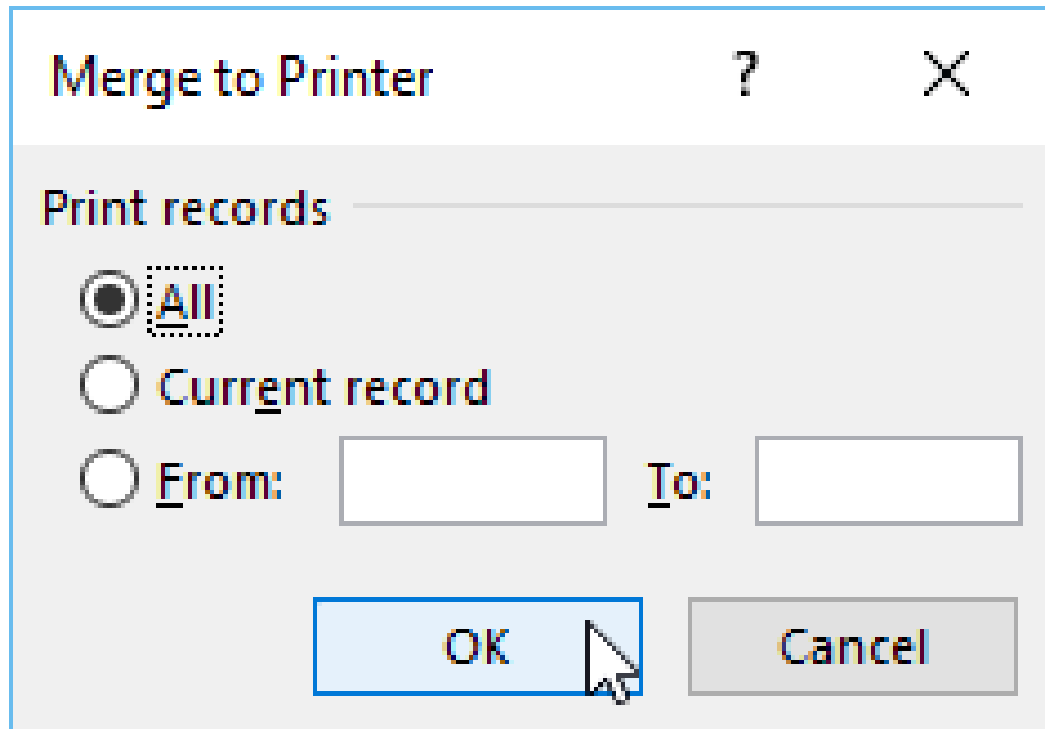 Merge to Printer ? X
Print records
All
Current record
From: To:
OK Cancel